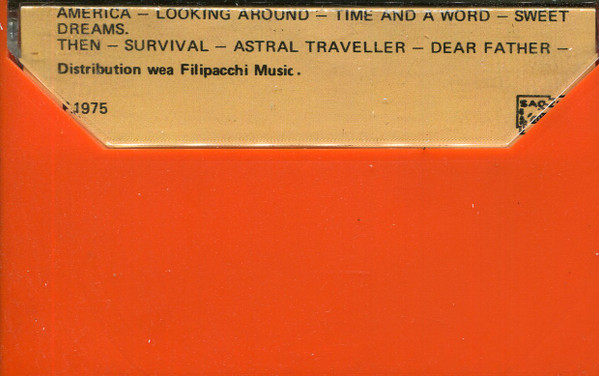 AMERICA – LOOKING AROUND – TIME AND A WORD – SWEET
DREAMS.
THEN – SURVIVAL – ASTRAL TRAVELLER – DEAR FATHER –
Distribution wea Filipacchi Music.
1975